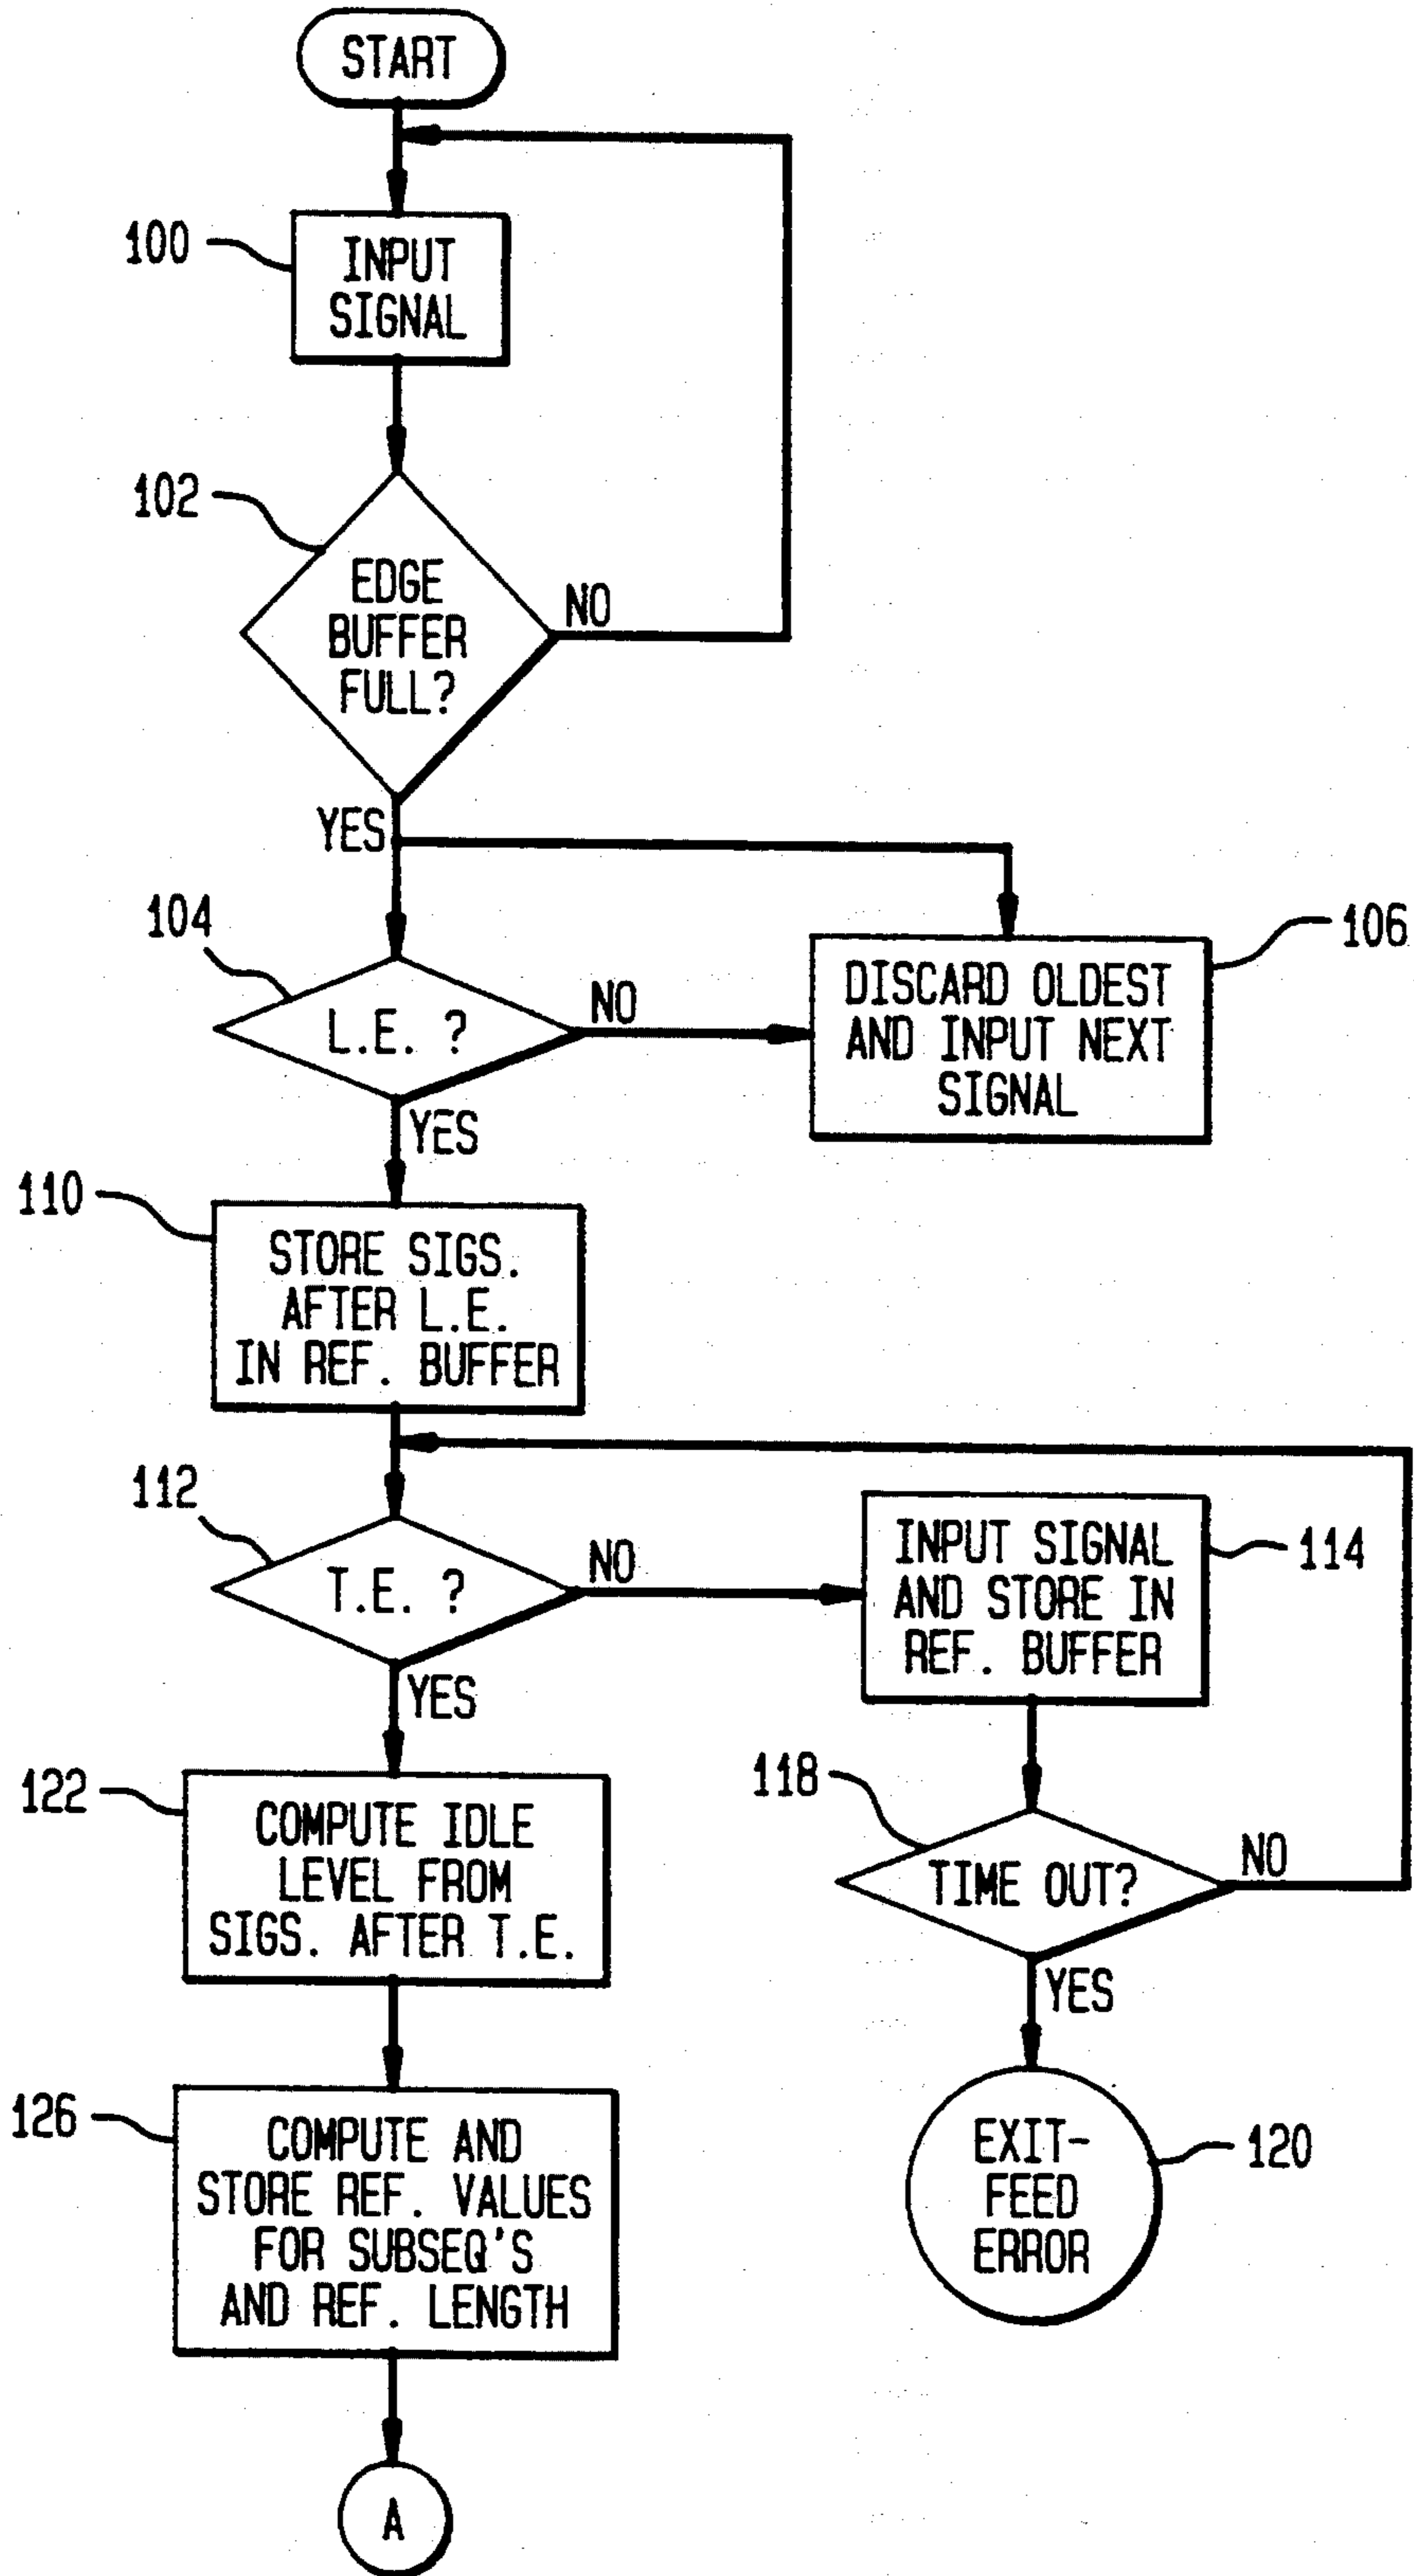 START
100
INPUT
SIGNAL
102
EDGE
BUFFER
FULL?
NO
YES
104
L.E. ?
NO
106
DISCARD OLDEST
AND INPUT NEXT
SIGNAL
YES
110
STORE SIGS.
AFTER L.E.
IN REF. BUFFER
112
T.E. ?
NO
INPUT SIGNAL
AND STORE IN
REF. BUFFER
114
YES
118
TIME OUT?
NO
122
COMPUTE IDLE
LEVEL FROM
SIGS. AFTER T.E.
YES
126
COMPUTE AND
STORE REF. VALUES
FOR SUBSEQ'S
AND REF. LENGTH
EXIT-
FEED
ERROR
120
A